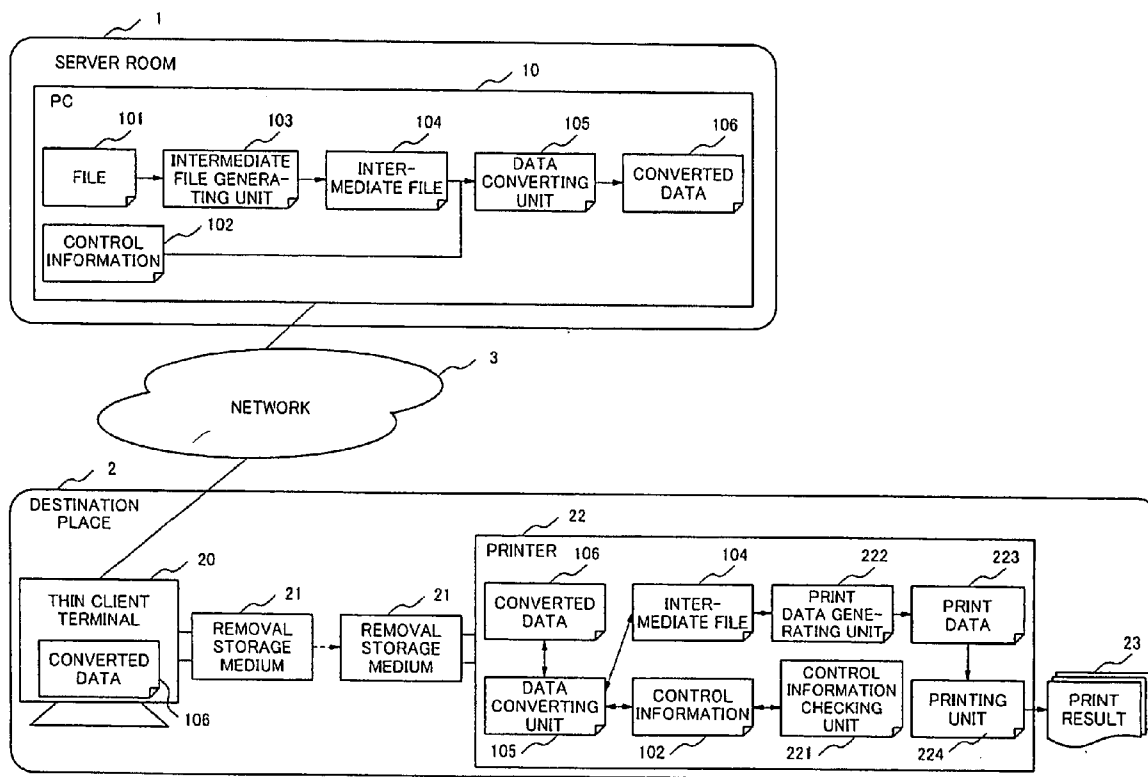 1
SERVER ROOM
10
PC
101
103
104
105
106
FILE
INTERMEDIATE
FILE GENERA-
TING UNIT
INTER-
MEDIATE FILE
DATA
CONVERTING
UNIT
CONVERTED
DATA
102
CONTROL
INFORMATION
3
NETWORK
2
DESTINATION
PLACE
22
PRINTER
20
THIN CLIENT
TERMINAL
CONVERTED
DATA
106
21
REMOVAL
STORAGE
MEDIUM
21
REMOVAL
STORAGE
MEDIUM
106
104
222
223
CONVERTED
DATA
INTER-
MEDIATE FILE
PRINT
DATA GENE-
RATING UNIT
PRINT
DATA
DATA
CONVERTING
UNIT
CONTROL
INFORMATION
CONTROL
INFORMATION
CHECKING
UNIT
PRINTING
UNIT
23
PRINT
RESULT
105
102
221
224